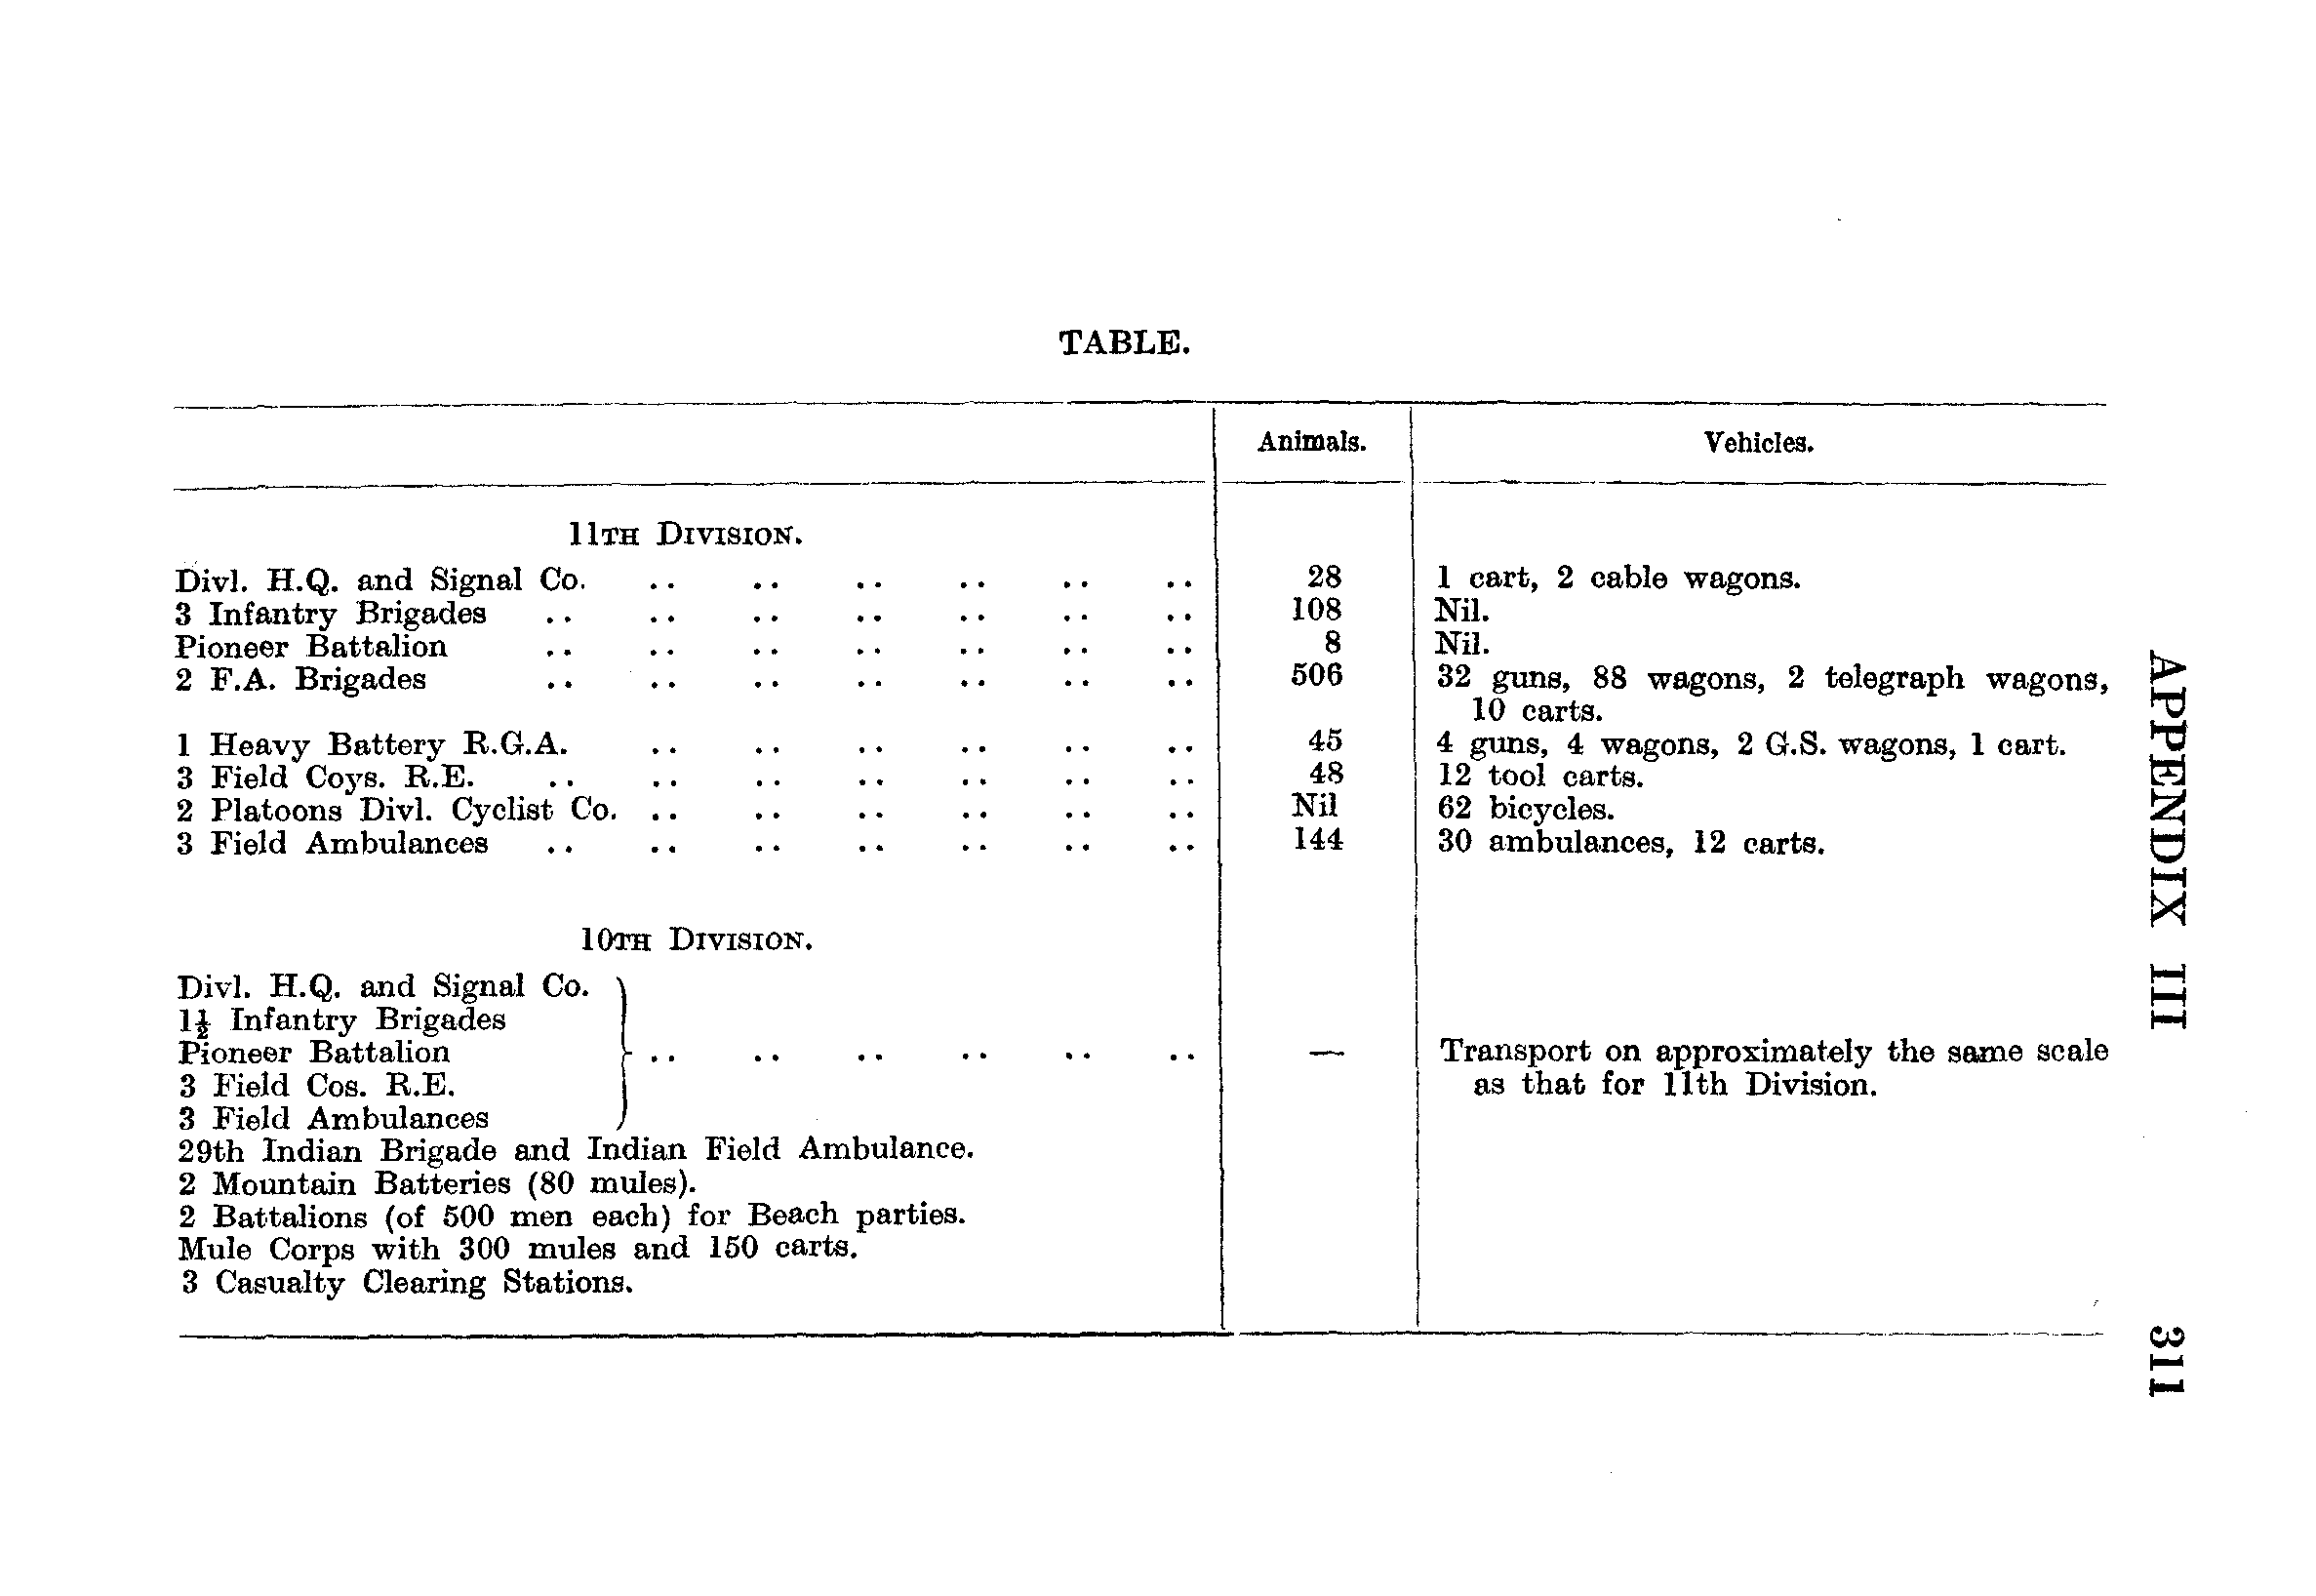 TABLE.
Animals. Vehicles.
11TH DIVISION.
Divl. H.Q. and Signal Co. .. .. .. .. .. .. 28 1 cart, 2 cable wagons.
3 Infantry Brigades .. .. .. .. .. .. .. 108 Nil.
Pioneer Battalion .. .. .. .. .. .. .. 8 Nil.
2 F.A. Brigades .. .. .. .. .. .. .. 506 32 guns, 88 wagons, 2 telegraph wagons,
10 carts.
1 Heavy Battery R.G.A. .. .. .. .. .. .. 45 4 guns, 4 wagons, 2 G.S. wagons, 1 cart.
3 Field Coys. R.E. .. .. .. .. .. .. .. 48 12 tool carts.
2 Platoons Divl. Cyclist Co. .. .. .. .. .. .. Nil 62 bicycles.
3 Field Ambulances .. .. .. .. .. .. .. 144 30 ambulances, 12 carts.
10TH DIVISION.
Divl. H.Q. and Signal Co.
1½ Infantry Brigades
Pioneer Battalion .. .. .. .. .. .. — Transport on approximately the same scale
3 Field Cos. R.E. as that for 11th Division.
3 Field Ambulances
29th Indian Brigade and Indian Field Ambulance.
2 Mountain Batteries (80 mules).
2 Battalions (of 500 men each) for Beach parties.
Mule Corps with 300 mules and 150 carts.
3 Casualty Clearing Stations.
APPENDIX III 311